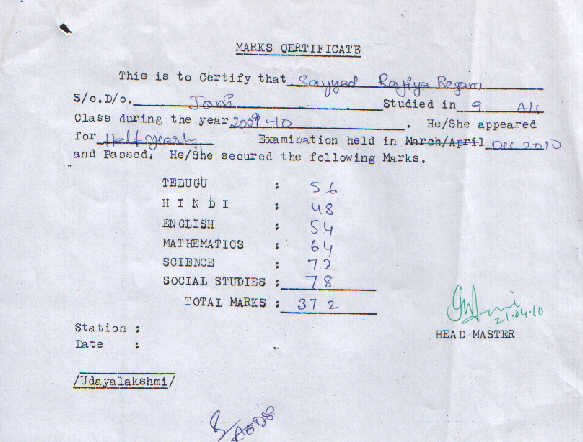 MARKS CERTIFICATE
This is to Certify that Sayyed Raziya Begam
S/o.D/o. Jani Studied in 9 A/c
Class during the year 2009-10 . He/She appeared
for Half yearly Examination held in March/April Dec 2010
and Passed. He/She secured the following Marks.
TELUGU : 56
HINDI : 48
ENGLISH : 54
MATHEMATICS : 64
SCIENCE : 72
SOCIAL STUDIES : 78
TOTAL MARKS : 372
21-04-10
Station :
HEAD MASTER
Date :
/Udayalakshmi/